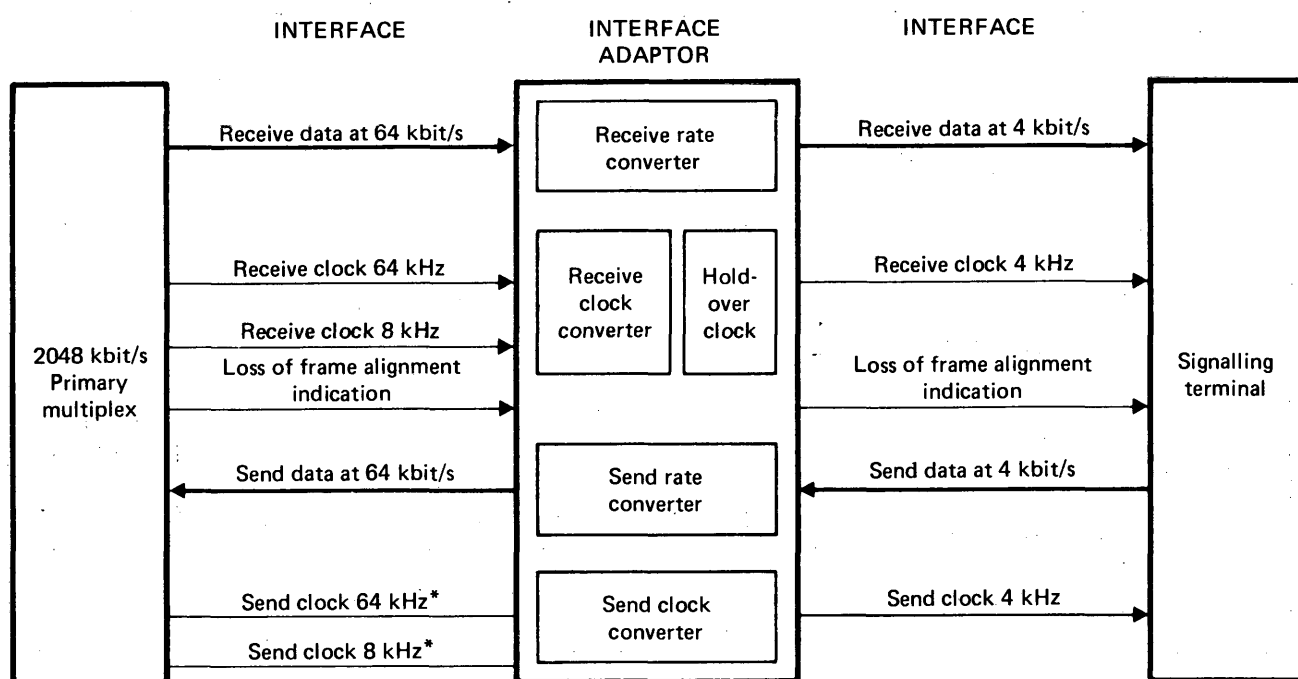 INTERFACE
INTERFACE
ADAPTOR
INTERFACE
Receive data at 64 kbit/s
Receive rate
converter
Receive data at 4 kbit/s
Receive clock 64 kHz
Receive
clock
converter
Hold-
over
clock
Receive clock 4 kHz
Receive clock 8 kHz
2048 kbit/s
Primary
multiplex
Loss of frame alignment
indication
Loss of frame alignment
indication
Signalling
terminal
Send data at 64 kbit/s
Send rate
converter
Send data at 4 kbit/s
Send clock 64 kHz*
Send clock
converter
Send clock 4 kHz
Send clock 8 kHz*